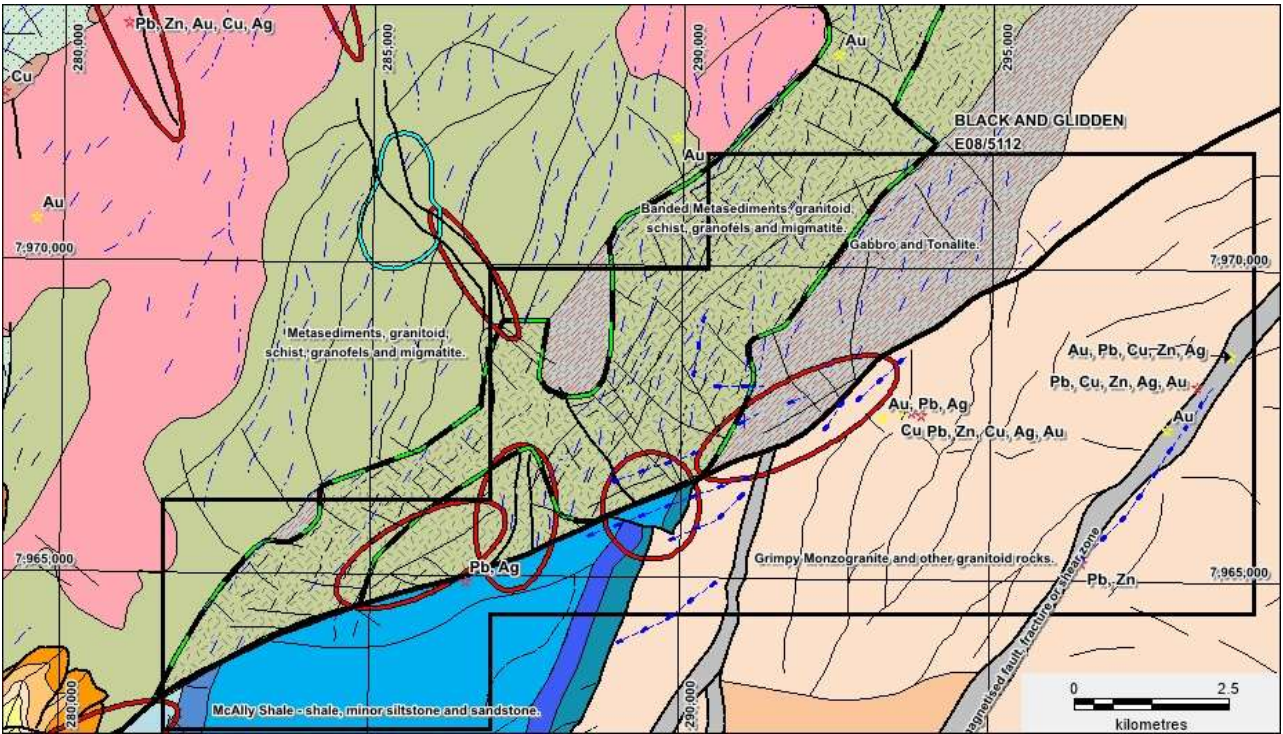 Pb, Zn, Au, Cu, Ag
280,000
285,000
290,000
295,000
Au
Cu
Au
Au
BLACK AND GLIDDEN
E08/5112
Banded Metasediments, granitoid,
schist, granofels and migmatite.
Gabbro and Tonalite.
7,970,000
7,970,000
Metasediments, granitoid,
schist, granofels and migmatite.
Au, Pb, Cu, Zn, Ag
Pb, Cu, Zn, Ag, Au
Au
Au, Pb, Ag
Cu Pb, Zn, Cu, Ag, Au
Grimpy Monzogranite and other granitoid rocks.
7,965,000
7,965,000
Pb, Ag
Pb, Zn
agnetised fault, fracture or shear zone
280,000
290,000
McAlly Shale - shale, minor siltstone and sandstone.
0 2.5
kilometres